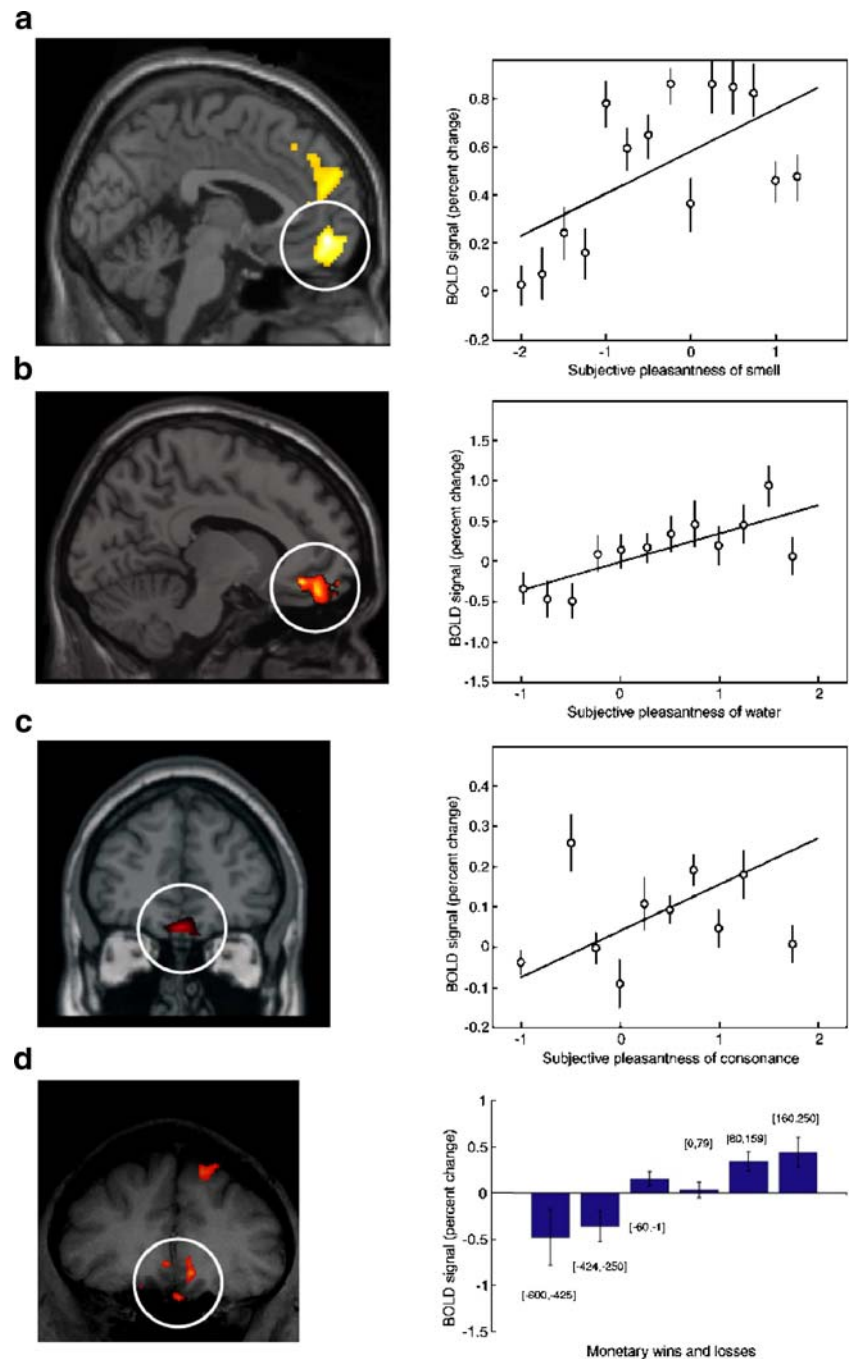 a
BOLD signal (percent change)
0.8
0.6
0.4
0.2
0
-0.2
-2 -1 0 1
Subjective pleasantness of smell
b
BOLD signal (percent change)
1.5
1.0
0.5
0
-0.5
-1.0
-1.5
-1 0 1 2
Subjective pleasantness of water
c
BOLD signal (percent change)
0.4
0.3
0.2
0.1
0
-0.1
-0.2
-1 0 1 2
Subjective pleasantness of consonance
d
BOLD signal (percent change)
1
0.5
0
-0.5
-1
-1.5
[160,250]
[0,79] [80,159]
[-60,-1]
[-424,-250]
[-600,-425]
Monetary wins and losses